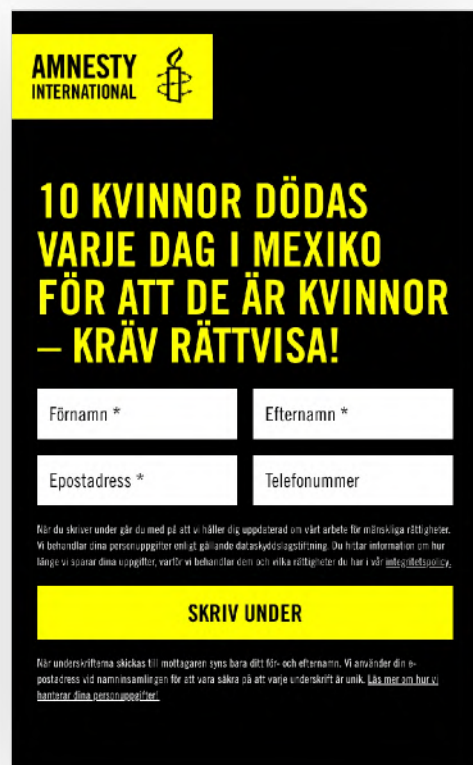 AMNESTY
INTERNATIONAL
10 KVINNOR DÖDAS
VARJE DAG I MEXIKO
FÖR ATT DE ÄR KVINNOR
– KRÄV RÄTTVISA!
Förnamn *
Efternamn *
Epostadress *
Telefonummer
När du skriver under går du med på att vi håller dig uppdaterad om vårt arbete för mänskliga rättigheter.
Vi behandlar dina personuppgifter enligt gällande dataskyddslagstiftning. Du hittar information om hur
länge vi sparar dina uppgifter, varför vi behandlar dem och vilka rättigheter du har i vår integritetspolicy.
SKRIV UNDER
När underskrifterna skickas till mottagaren syns bara ditt för- och efternamn. Vi använder din e-
postadress vid namninsamlingen för att vara säkra på att varje underskrift är unik. Läs mer om hur vi
hanterar dina personuppgifter!